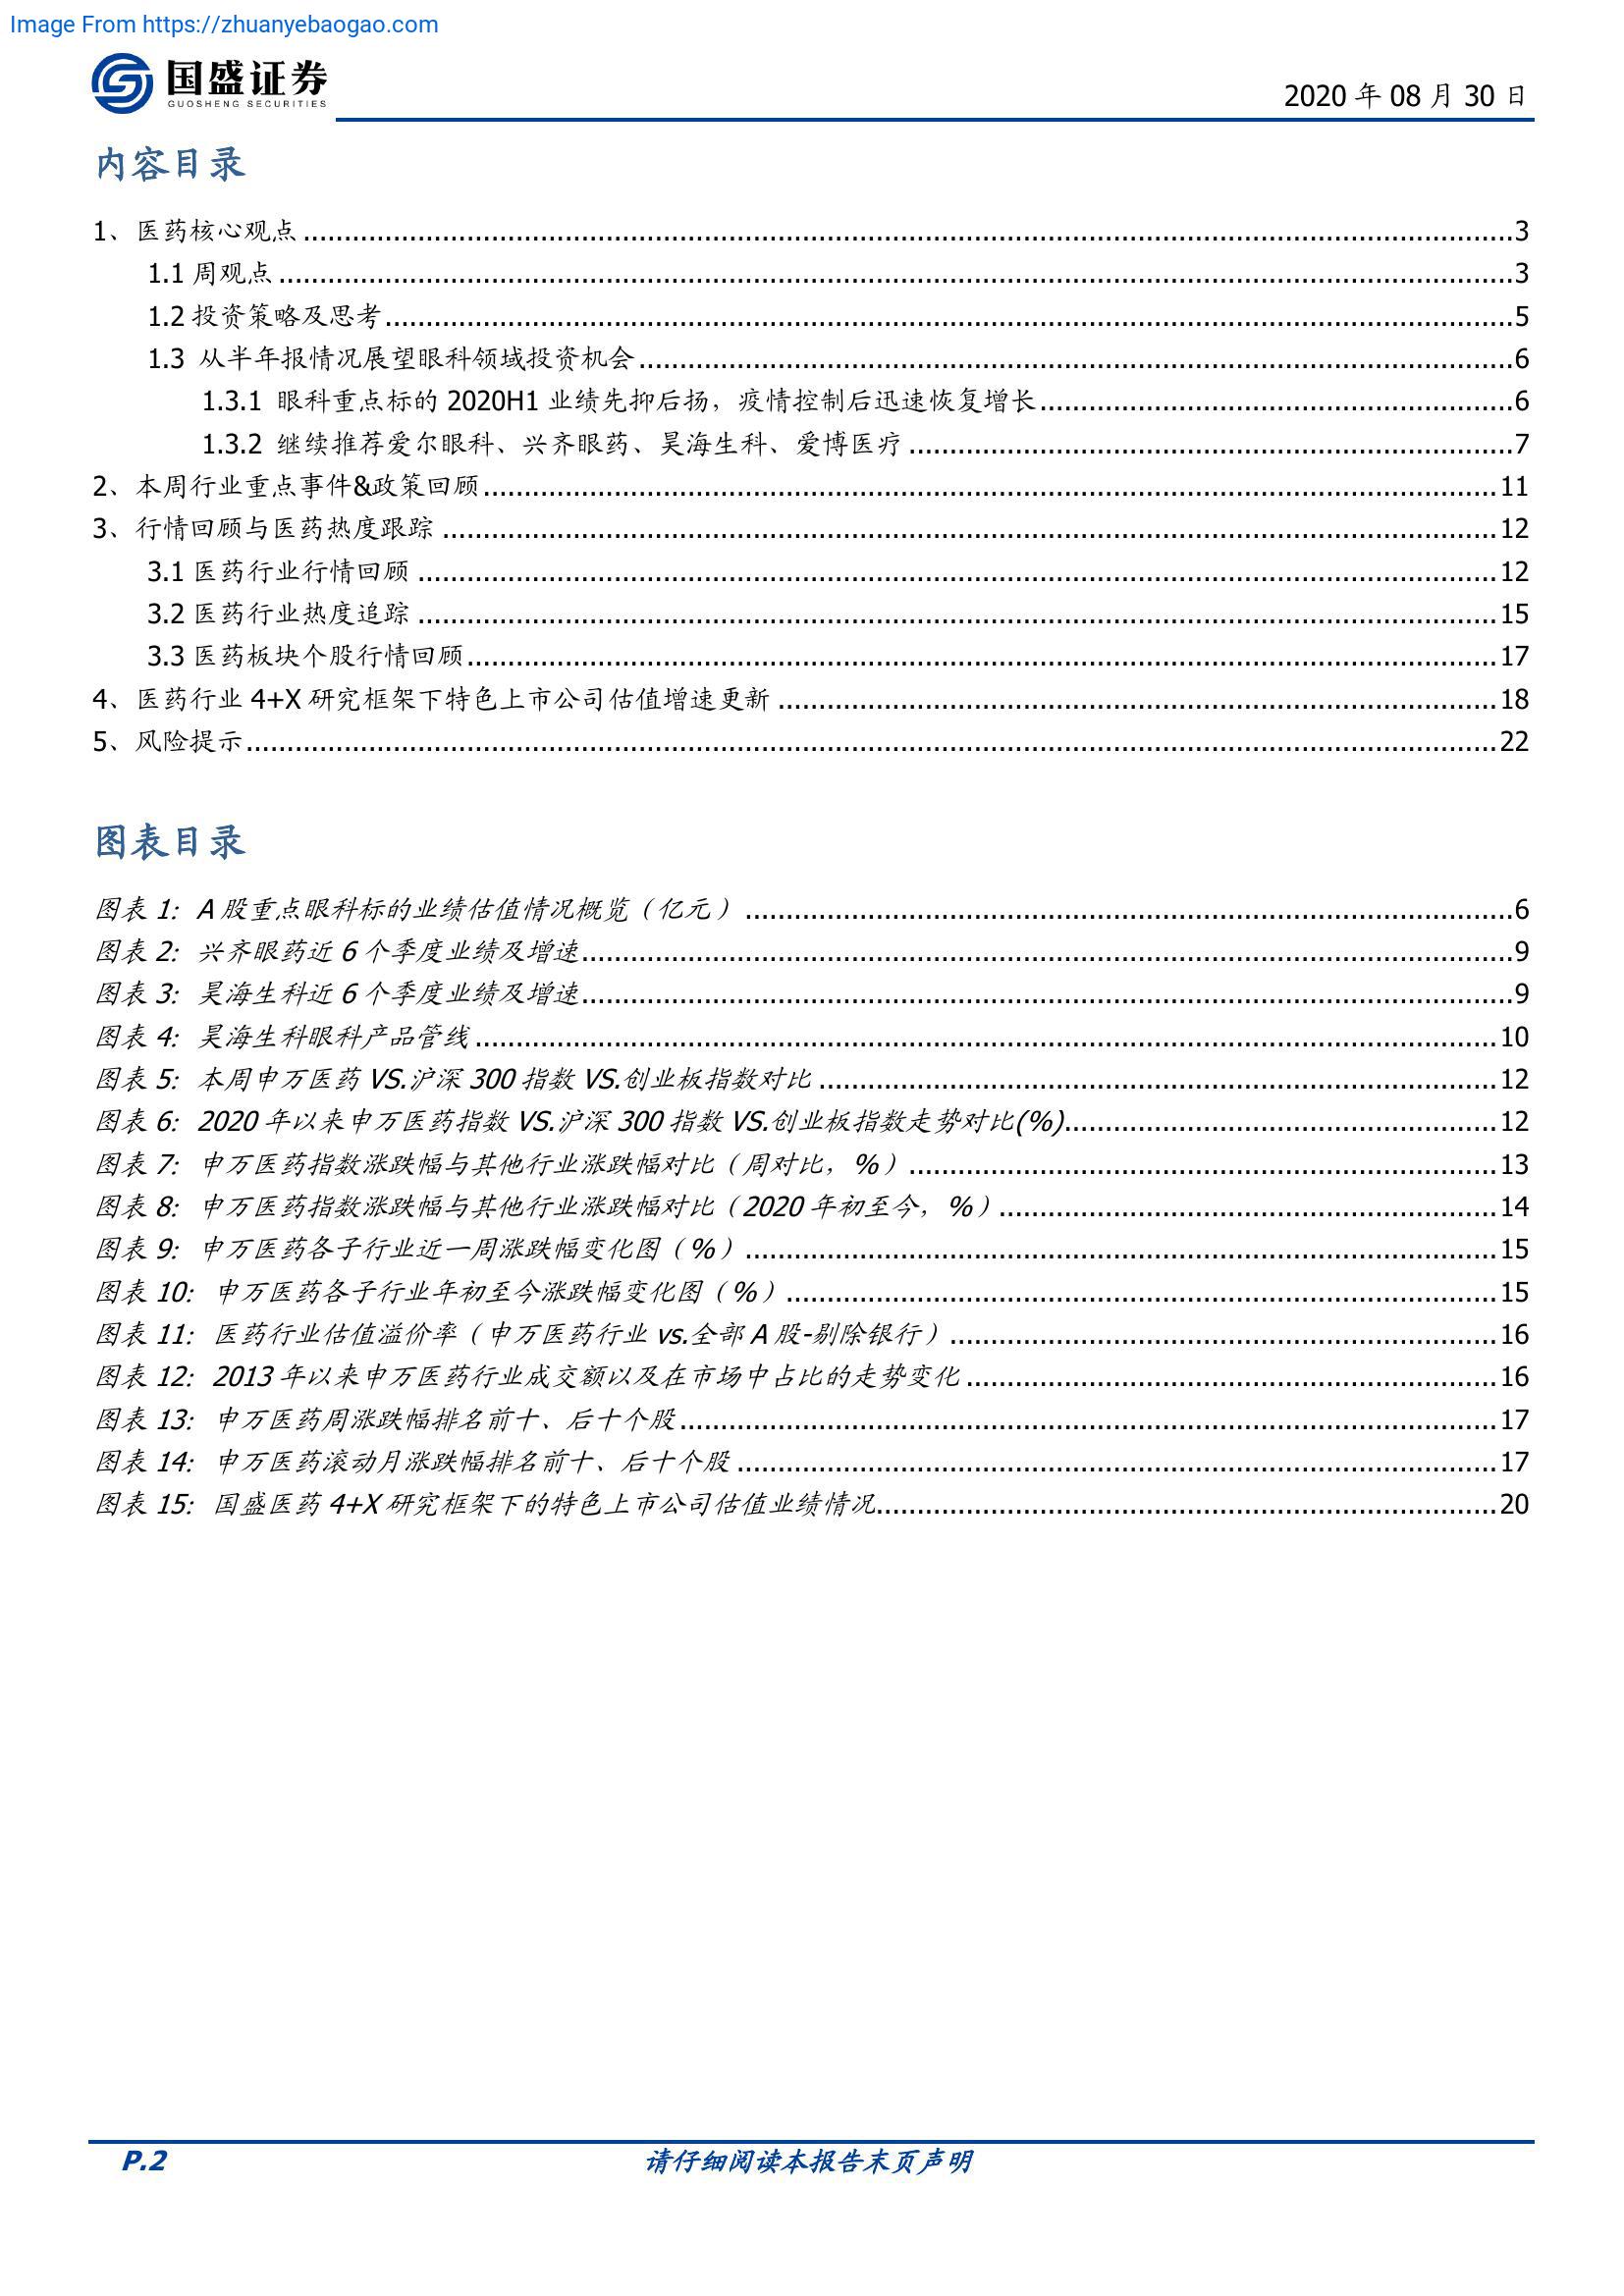 Image From https://zhuanyebaogao.com
国盛证券
GUOSHENG SECURITIES
2020 年 08 月 30 日
内容目录
1、医药核心观点 3
1.1 周观点 3
1.2 投资策略及思考 5
1.3 从半年报情况展望眼科领域投资机会 6
1.3.1 眼科重点标的 2020H1 业绩先抑后扬，疫情控制后迅速恢复增长 6
1.3.2 继续推荐爱尔眼科、兴齐眼药、昊海生科、爱博医疗 7
2、本周行业重点事件&政策回顾 11
3、行情回顾与医药热度跟踪 12
3.1 医药行业行情回顾 12
3.2 医药行业热度追踪 15
3.3 医药板块个股行情回顾 17
4、医药行业 4+X 研究框架下特色上市公司估值增速更新 18
5、风险提示 22
图表目录
图表 1: A 股重点眼科标的业绩估值情况概览（亿元） 6
图表 2: 兴齐眼药近 6 个季度业绩及增速 9
图表 3: 昊海生科近 6 个季度业绩及增速 9
图表 4: 昊海生科眼科产品管线 10
图表 5: 本周申万医药 VS.沪深 300 指数 VS.创业板指数对比 12
图表 6: 2020 年以来申万医药指数 VS.沪深 300 指数 VS.创业板指数走势对比(%) 12
图表 7: 申万医药指数涨跌幅与其他行业涨跌幅对比（周对比，%） 13
图表 8: 申万医药指数涨跌幅与其他行业涨跌幅对比（2020 年初至今，%） 14
图表 9: 申万医药各子行业近一周涨跌幅变化图（%） 15
图表 10: 申万医药各子行业年初至今涨跌幅变化图（%） 15
图表 11: 医药行业估值溢价率（申万医药行业 vs.全部 A 股-剔除银行） 16
图表 12: 2013 年以来申万医药行业成交额以及在市场中占比的走势变化 16
图表 13: 申万医药周涨跌幅排名前十、后十个股 17
图表 14: 申万医药滚动月涨跌幅排名前十、后十个股 17
图表 15: 国盛医药 4+X 研究框架下的特色上市公司估值业绩情况 20
P.2
请仔细阅读本报告末页声明